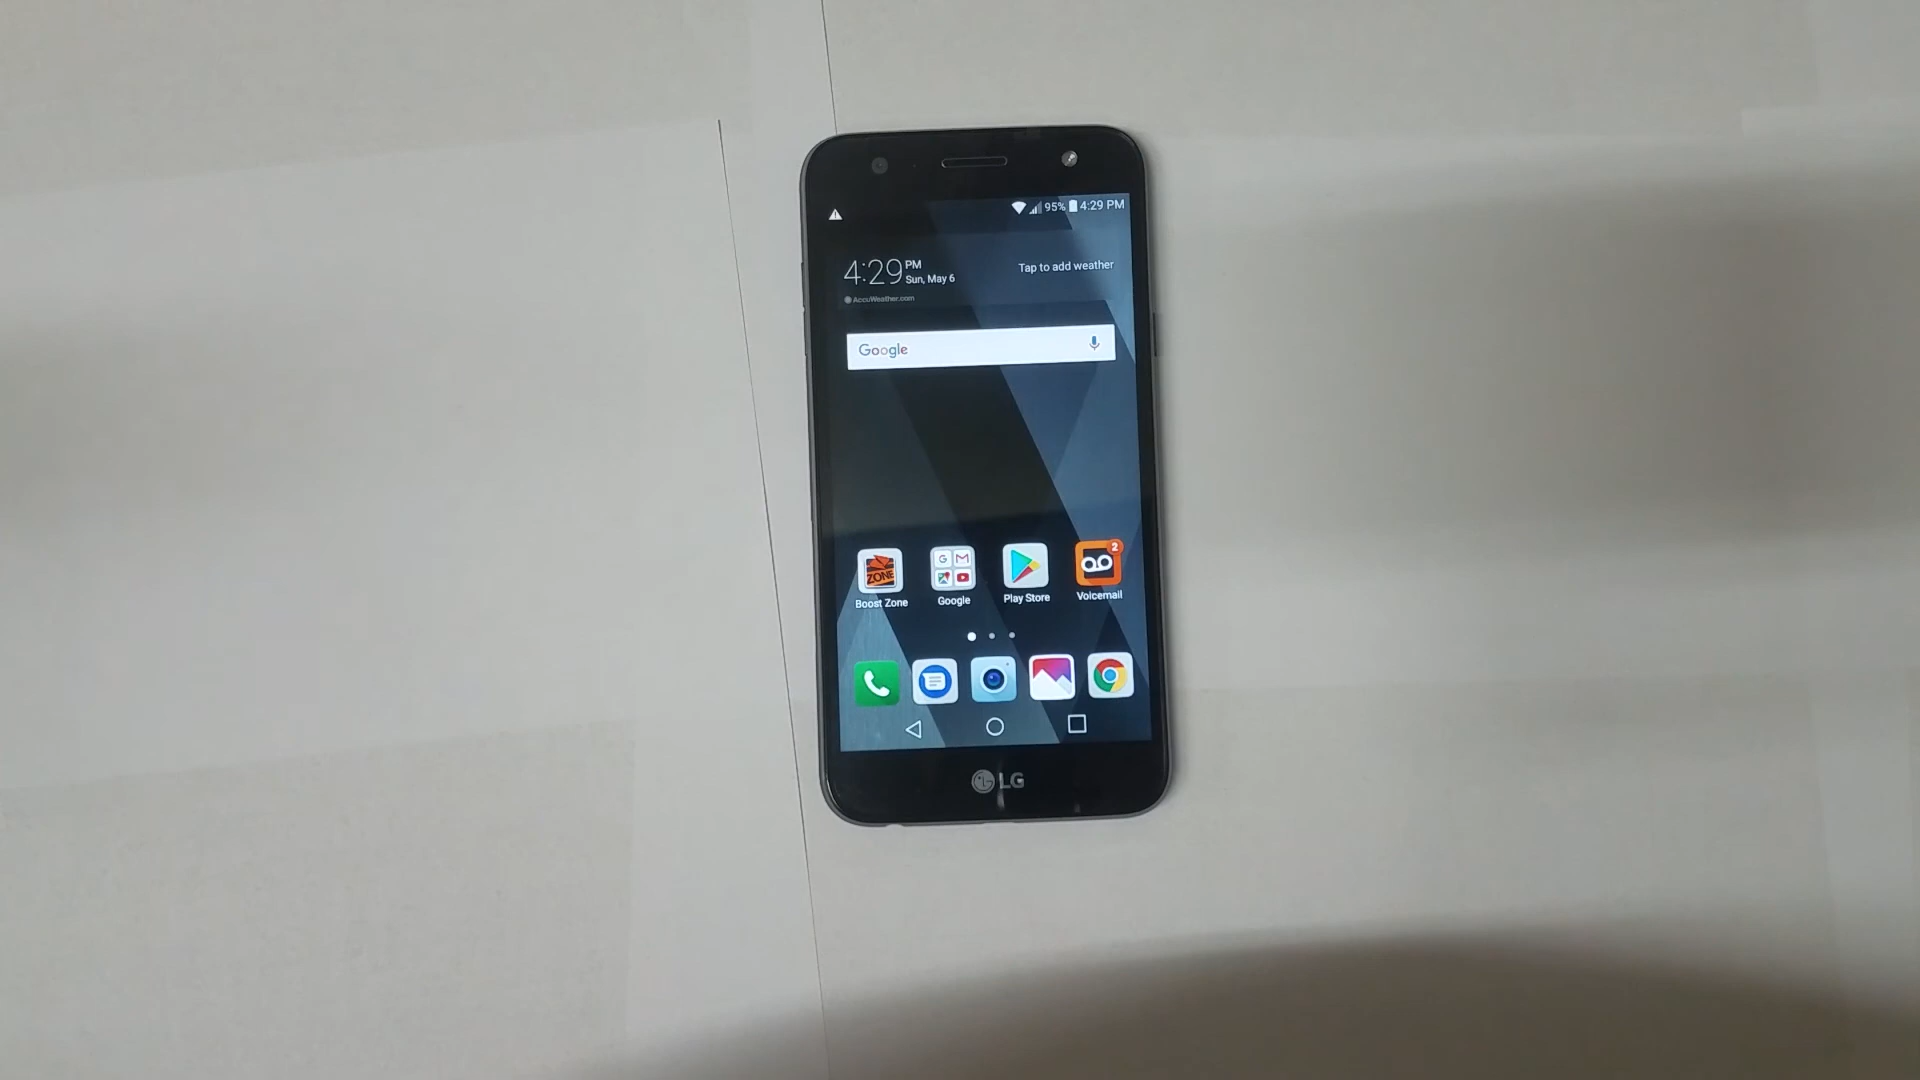 95% 4:29 PM
4:29 PM
Sun, May 6
Tap to add weather
AccuWeather.com
Google
ZONE
G M
2
Boost Zone
Google
Play Store
Voicemail
LG